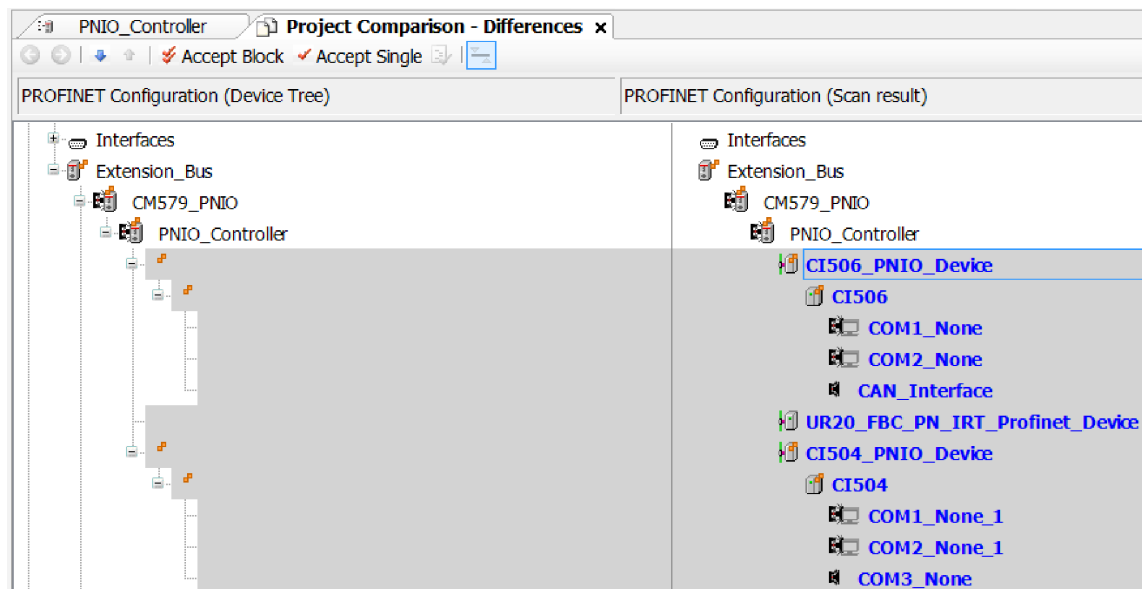 PNIO_Controller Project Comparison - Differences x
Accept Block Accept Single
PROFINET Configuration (Device Tree) PROFINET Configuration (Scan result)
Interfaces Interfaces
Extension_Bus Extension_Bus
CM579_PNIO CM579_PNIO
PNIO_Controller PNIO_Controller
CI506_PNIO_Device
CI506
COM1_None
COM2_None
CAN_Interface
UR20_FBC_PN_IRT_Profinet_Device
CI504_PNIO_Device
CI504
COM1_None_1
COM2_None_1
COM3_None